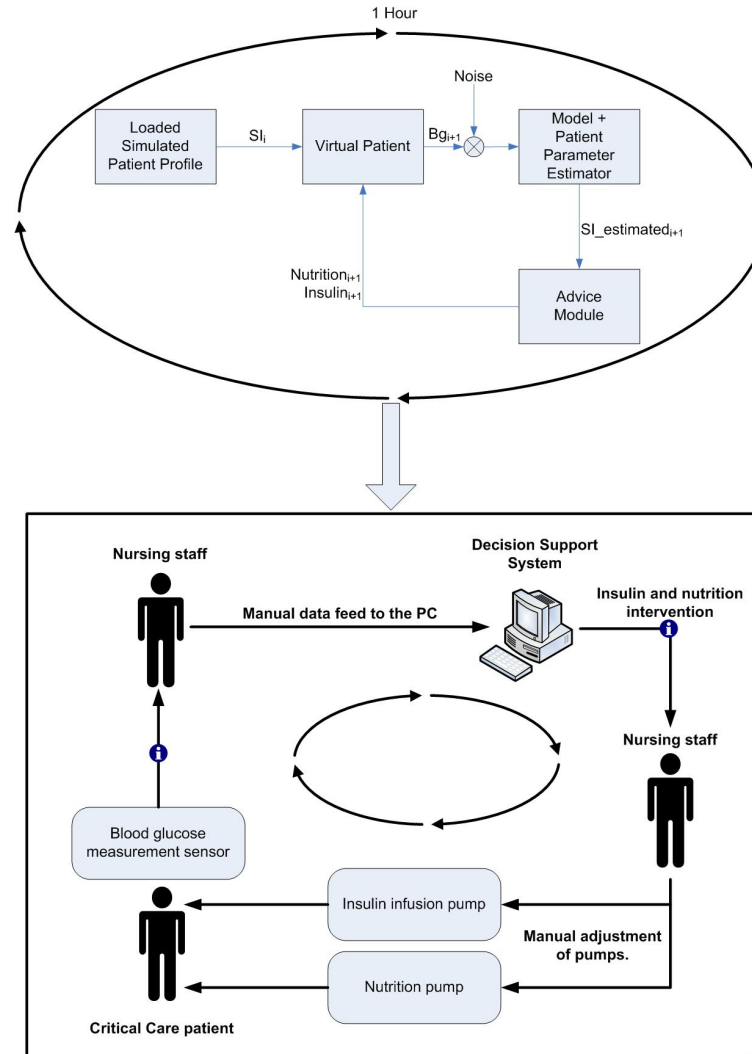 1 Hour
Noise
Loaded
Simulated
Patient Profile
SIi
Virtual Patient
Bgi+1
Model +
Patient
Parameter
Estimator
SI_estimatedi+1
Nutritioni+1
Insulini+1
Advice
Module
Nursing staff
Manual data feed to the PC
Decision Support
System
Insulin and nutrition
intervention
i
i
Nursing staff
Blood glucose
measurement sensor
Insulin infusion pump
Manual adjustment
of pumps.
Nutrition pump
Critical Care patient